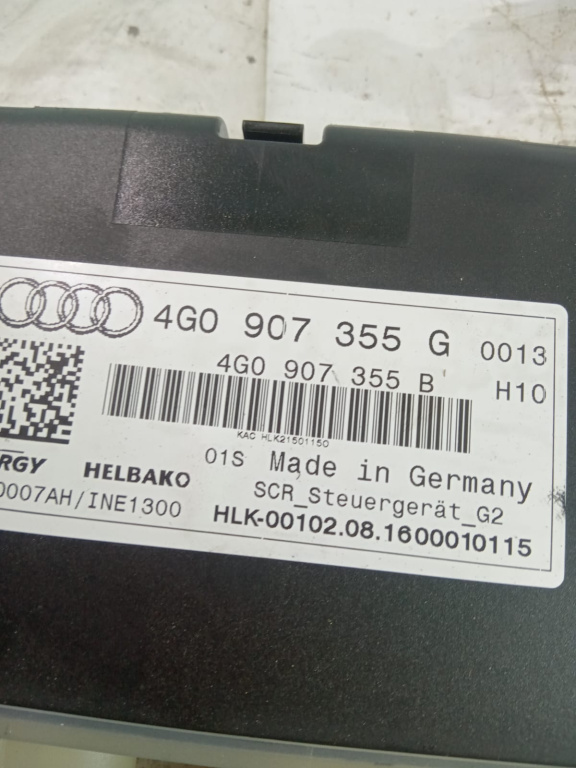 4G0 907 355 G 0013
4G0 907 355 B H10
KAC HLK21501150
01S Made in Germany
HELBAKO
SCR_Steuergerät_G2
0007AH/INE1300
HLK-00102.08.1600010115